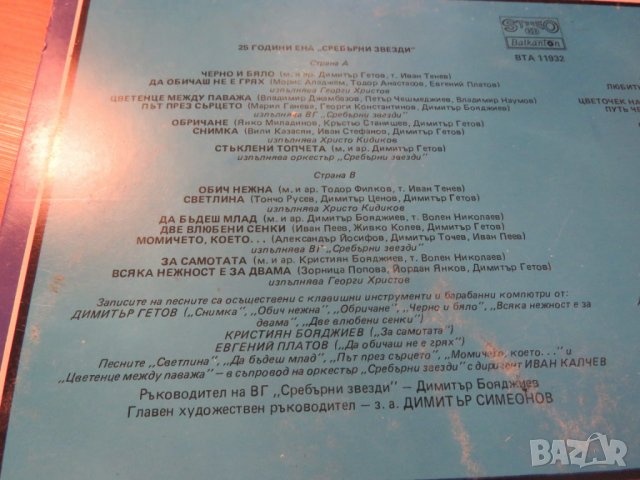 STEREO
Balkanton
ВТА 11932
25 ГОДИНИ ЕНА „СРЕБЪРНИ ЗВЕЗДИ"
Страна А
ЧЕРНО И БЯЛО (м. и ар. Димитър Гетов, т. Иван Тенев)
ДА ОБИЧАШ НЕ Е ГРЯХ (Морис Аладжем, Тодор Анастасов, Евгений Платов)
изпълнява Георги Христов
ЦВЕТЕНЦЕ МЕЖДУ ПАВАЖА (Владимир Джамбазов, Петър Чешмеджиев, Владимир Наумов)
ПЪТ ПРЕЗ СЪРЦЕТО (Марил Ганева, Георги Константинов, Димитър Бояджиев)
изпълнява ВГ „Сребърни звезди"
ОБРИЧАНЕ (Янко Миладинов, Кръстьо Станишев, Димитър Гетов)
СНИМКА (Вили Казасян, Иван Стефанов, Димитър Гетов)
изпълнява Христо Кидиков
СТЪКЛЕНИ ТОПЧЕТА (м. и ар. Димитър Гетов)
изпълнява оркестър „Сребърни звезди"
Страна В
ОБИЧ НЕЖНА (м. и ар. Тодор Филков, т. Иван Тенев)
СВЕТЛИНА (Тончо Русев, Димитър Ценов, Димитър Гетов)
изпълнява Христо Кидиков
ДА БЪДЕШ МЛАД (м. и ар. Димитър Бояджиев, т. Волен Николаев)
ДВЕ ВЛЮБЕНИ СЕНКИ (Иван Пеев, Живко Колев, Димитър Гетов)
МОМИЧЕТО, КОЕТО... (Александър Йосифов, Димитър Точев, Иван Пеев)
изпълнява ВГ „Сребърни звезди"
ЗА САМОТАТА (м. и ар. Кристиян Бояджиев, т. Волен Николаев)
ВСЯКА НЕЖНОСТ Е ЗА ДВАМА (Зорница Попова, Йордан Янков, Димитър Гетов)
изпълнява Георги Христов
Записите на песните са осъществени с клавишни инструменти и барабанни компютри от:
ДИМИТЪР ГЕТОВ („Снимка", „Обич нежна", „Обричане", „Черно и бяло", „Всяка нежност е за
двама", „Две влюбени сенки")
КРИСТИЯН БОЯДЖИЕВ („За самотата")
ЕВГЕНИЙ ПЛАТОВ („Да обичаш не е грях")
Песните „Светлина", „Да бъдеш млад", „Път през сърцето", „Момичето, което..." и
„Цветенце между паважа" – в съпровод на оркестър „Сребърни звезди" с диригент ИВАН КАЛЧЕВ
Ръководител на ВГ „Сребърни звезди" – Димитър Бояджиев
Главен художествен ръководител – з. а. ДИМИТЪР СИМЕОНОВ
ЛЮБИТЬ
ЦВЕТОЧЕК НА
ПУТЬ ЧЕ
BAZAR
bg